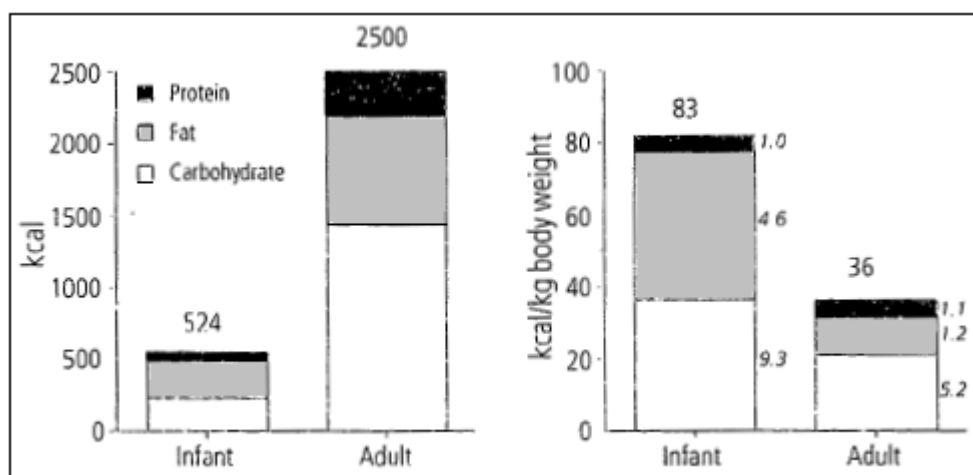 2500
2500
2000
1500
1000
500
0
kcal
Protein
Fat
Carbohydrate
524
Infant
Adult
100
80
60
40
20
0
kcal/kg body weight
83
1.0
4 6
9.3
36
1.1
1.2
5.2
Infant
Adult